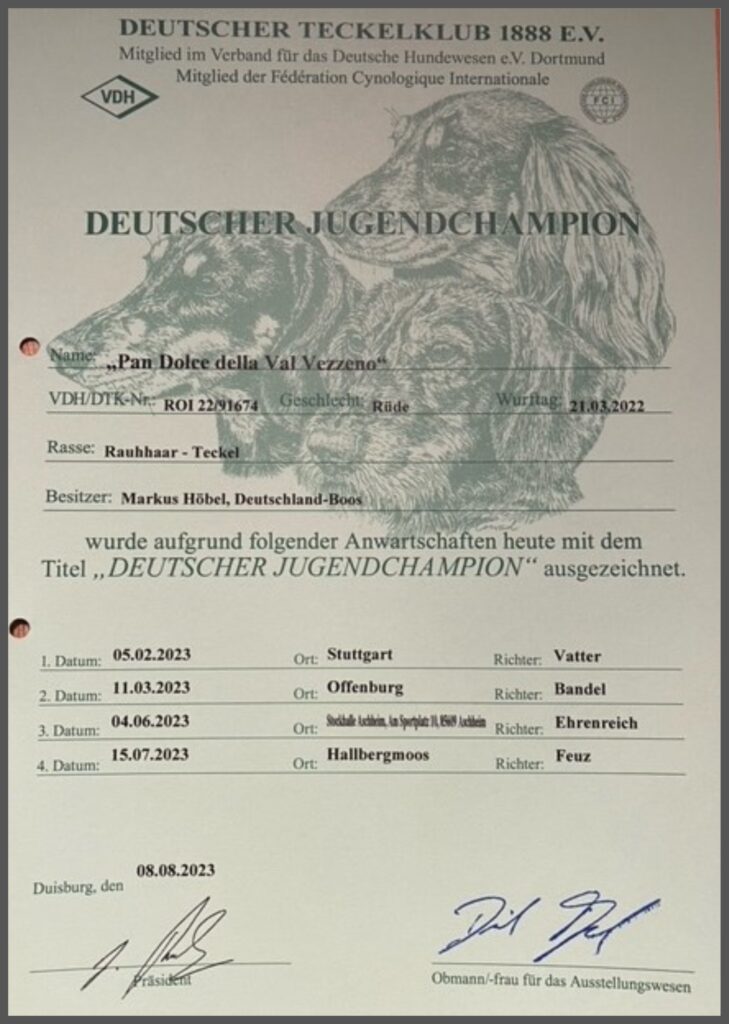 DEUTSCHER TECKELKLUB 1888 E.V.
Mitglied im Verband für das Deutsche Hundewesen e.V. Dortmund
Mitglied der Fédération Cynologique Internationale
VDH
FCI
DEUTSCHER JUGENDCHAMPION
Name: „Pan Dolce della Val Vezzeno“
VDH/DTK-Nr.: ROI 22/91674 Geschlecht: Rüde Wurftag: 21.03.2022
Rasse: Rauhhaar - Teckel
Besitzer: Markus Höbel, Deutschland-Boos
wurde aufgrund folgender Anwartschaften heute mit dem
Titel „DEUTSCHER JUGENDCHAMPION“ ausgezeichnet.
1. Datum: 05.02.2023 Ort: Stuttgart Richter: Vatter
2. Datum: 11.03.2023 Ort: Offenburg Richter: Bandel
3. Datum: 04.06.2023 Ort: Stockhalle Aschheim, Am Sportplatz 10, 85609 Aschheim Richter: Ehrenreich
4. Datum: 15.07.2023 Ort: Hallbergmoos Richter: Feuz
Duisburg, den 08.08.2023
Präsident
Obmann/-frau für das Ausstellungswesen